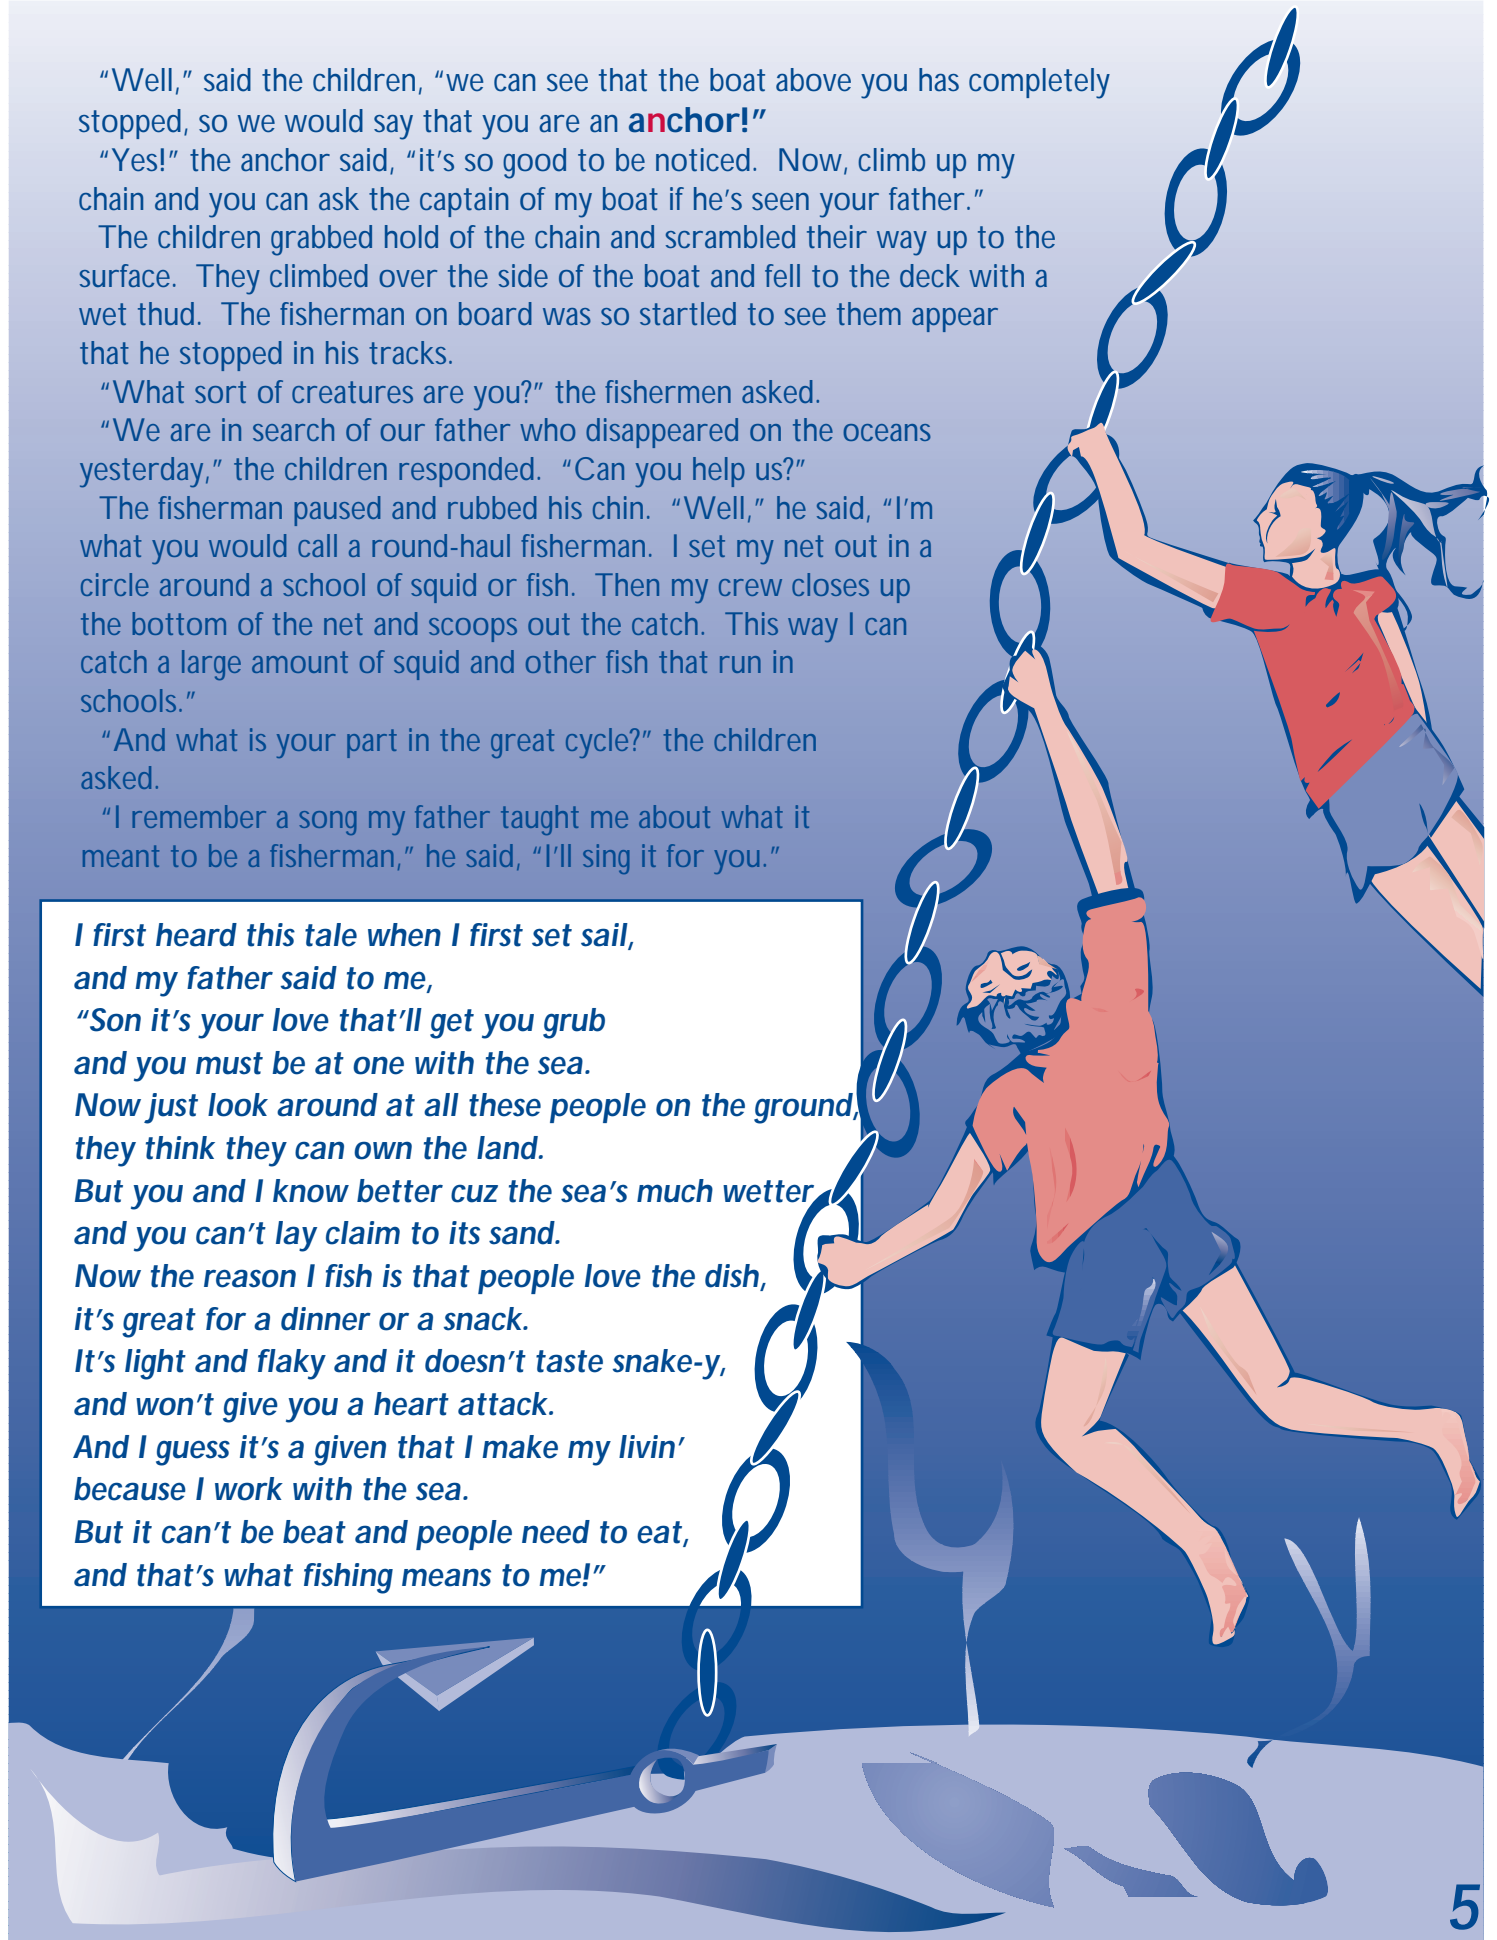 “Well,” said the children, “we can see that the boat above you has completely
stopped, so we would say that you are an anchor!”
“Yes!” the anchor said, “it’s so good to be noticed.  Now, climb up my
chain and you can ask the captain of my boat if he’s seen your father.”
The children grabbed hold of the chain and scrambled their way up to the
surface.  They climbed over the side of the boat and fell to the deck with a
wet thud.  The fisherman on board was so startled to see them appear
that he stopped in his tracks.
“What sort of creatures are you?” the fishermen asked.
“We are in search of our father who disappeared on the oceans
yesterday,” the children responded.  “Can you help us?”
The fisherman paused and rubbed his chin.  “Well,” he said, “I’m
what you would call a round-haul fisherman.  I set my net out in a
circle around a school of squid or fish.  Then my crew closes up
the bottom of the net and scoops out the catch.  This way I can
catch a large amount of squid and other fish that run in
schools.”
“And what is your part in the great cycle?” the children
asked.
“I remember a song my father taught me about what it
meant to be a fisherman,” he said, “I’ll sing it for you.”
I first heard this tale when I first set sail,
and my father said to me,
“Son it’s your love that’ll get you grub
and you must be at one with the sea.
Now just look around at all these people on the ground,
they think they can own the land.
But you and I know better cuz the sea’s much wetter
and you can’t lay claim to its sand.
Now the reason I fish is that people love the dish,
it’s great for a dinner or a snack.
It’s light and flaky and it doesn’t taste snake-y,
and won’t give you a heart attack.
And I guess it’s a given that I make my livin’
because I work with the sea.
But it can’t be beat and people need to eat,
and that’s what fishing means to me!”
5